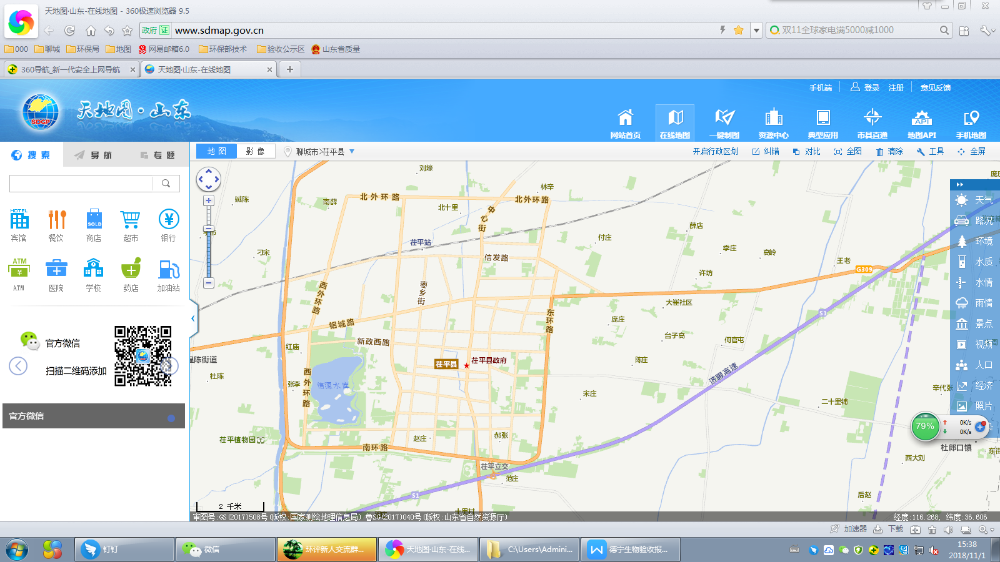 天地图·山东-在线地图 - 360极速浏览器 9.5
政府 证 www.sdmap.gov.cn
双11全球家电满5000减1000
000 聊城 环保局 地图 网易邮箱6.0 环保部技术 验收公示区 山东省质量
360导航_新一代安全上网导航
天地图·山东-在线地图
手机端 登录 注册 意见反馈
SDGP
天地图·山东
网站首页 在线地图 一键制图 资源中心 典型应用 市县直通 地图API 手机地图
API
搜索 导航 专题
地图 影像 聊城市>茌平县
开启行政区划 纠错 对比 全图 清除 工具 全屏
HOTEL
SOLD
宾馆 餐饮 商店 超市 银行
ATM
ATM 医院 学校 药店 加油站
官方微信
扫描二维码添加
官方微信
刘壕
林辛
碱陈
南薛
北外环路
北十里
北外环路
中心街
薛店
茌平站
付庄
季庄
高岭
刁宋
信发路
王老
G309
许坊
西外环路
枣乡街
大崔社区
S1
东环路
庞庄
铝城路
台子高
何官屯
新政西路
红庙
温陈街道
茌平县
茌平县政府
陈庄
杜陈
济聊高速
西外环路
张李
信源水库
宋庄
辛代张
二十里铺
郝张
赵庄
茌平植物园
南环路
杜郎口镇
西大刘
茌平立交
范庄
后赵
S1
十里村
天气
路况
环境
水质
水情
雨情
景点
视频
人口
经济
照片
79%
0K/s
0K/s
2 千米
审图号:GS(2017)508号(版权:国家测绘地理信息局) 鲁SG(2017)040号(版权:山东省自然资源厅)
经度:116.268, 纬度:36.606
加速器 下载
钉钉
微信
环评新人交流群...
天地图·山东-在线...
C:\Users\Admini...
德宁生物验收报...
15:38
2018/11/1